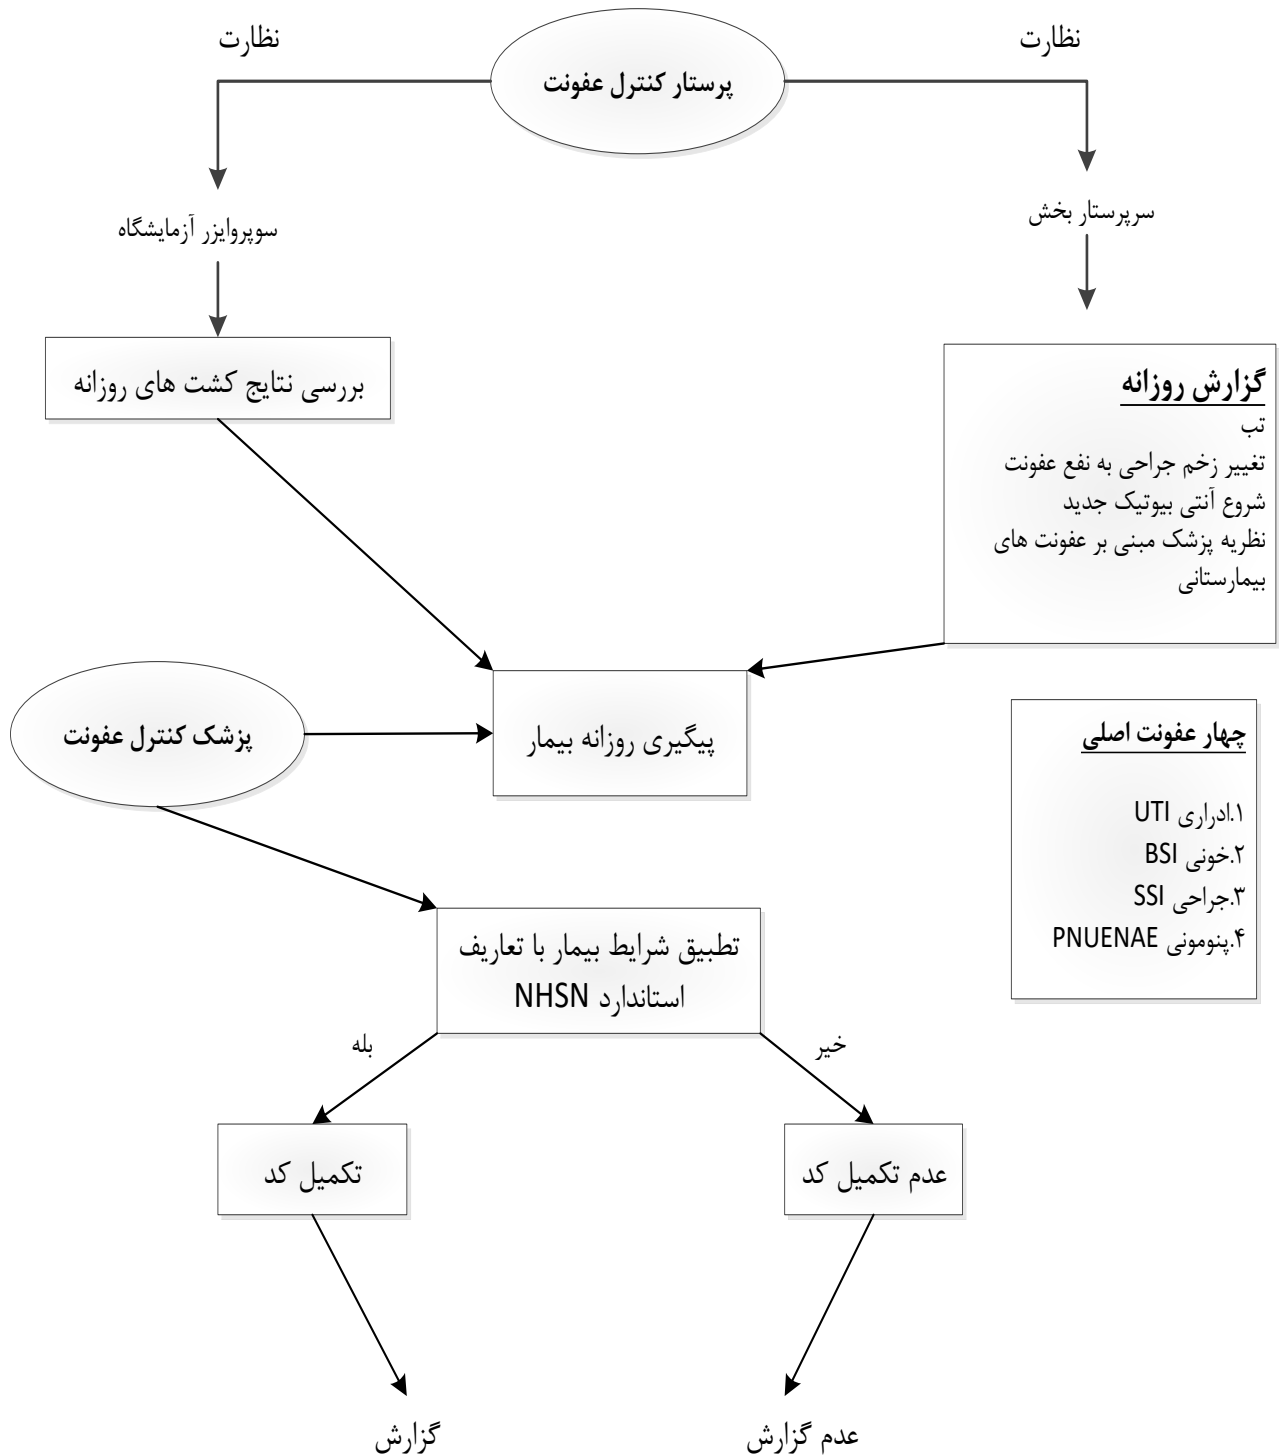 نظارت
نظارت
پرستار کنترل عفونت
سرپرستار بخش
سوپروایزر آزمایشگاه
گزارش روزانه
تب
تغییر زخم جراحی به نفع عفونت
شروع آنتی بیوتیک جدید
نظریه پزشک مبنی بر عفونت های
بیمارستانی
بررسی نتایج کشت های روزانه
پیگیری روزانه بیمار
پزشک کنترل عفونت
چهار عفونت اصلی
۱.ادراری UTI
۲.خونی BSI
۳.جراحی SSI
۴.پنومونی PNUENAE
تطبیق شرایط بیمار با تعاریف
استاندارد NHSN
خیر
بله
عدم تکمیل کد
تکمیل کد
عدم گزارش
گزارش